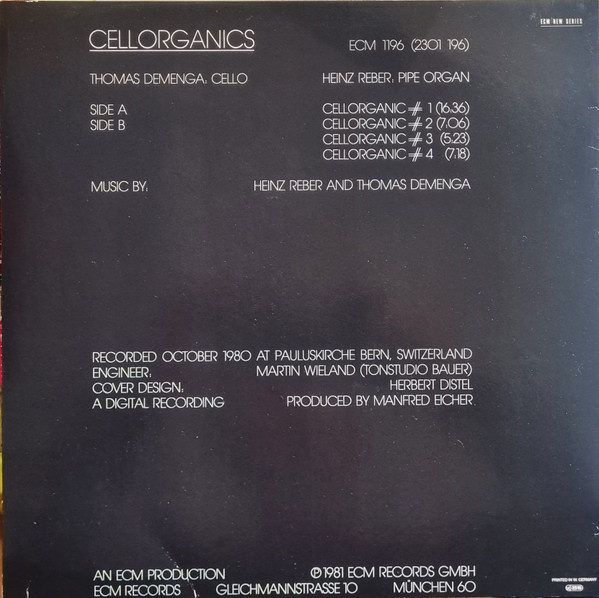 ECM NEW SERIES
CELLORGANICS ECM 1196 (2301 196)
THOMAS DEMENGA, CELLO HEINZ REBER, PIPE ORGAN
SIDE A CELLORGANIC # 1 (16.36)
SIDE B CELLORGANIC # 2 (7.06)
CELLORGANIC # 3 (5.23)
CELLORGANIC # 4 (7.18)
MUSIC BY: HEINZ REBER AND THOMAS DEMENGA
RECORDED OCTOBER 1980 AT PAULUSKIRCHE BERN, SWITZERLAND
ENGINEER: MARTIN WIELAND (TONSTUDIO BAUER)
COVER DESIGN: HERBERT DISTEL
A DIGITAL RECORDING PRODUCED BY MANFRED EICHER
AN ECM PRODUCTION ℗ 1981 ECM RECORDS GMBH
ECM RECORDS GLEICHMANNSTRASSE 10 MÜNCHEN 60
PRINTED IN W. GERMANY